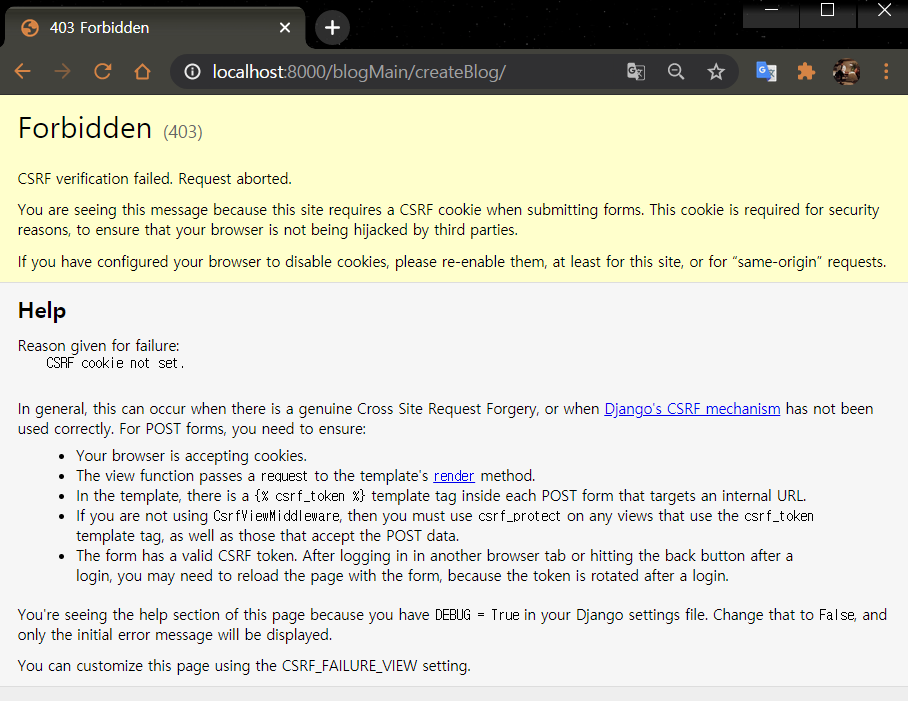 403 Forbidden
localhost:8000/blogMain/createBlog/
Forbidden (403)
CSRF verification failed. Request aborted.
You are seeing this message because this site requires a CSRF cookie when submitting forms. This cookie is required for security
reasons, to ensure that your browser is not being hijacked by third parties.
If you have configured your browser to disable cookies, please re-enable them, at least for this site, or for “same-origin” requests.
Help
Reason given for failure:
CSRF cookie not set.
In general, this can occur when there is a genuine Cross Site Request Forgery, or when Django's CSRF mechanism has not been
used correctly. For POST forms, you need to ensure:
• Your browser is accepting cookies.
• The view function passes a request to the template's render method.
• In the template, there is a {% csrf_token %} template tag inside each POST form that targets an internal URL.
• If you are not using CsrfViewMiddleware, then you must use csrf_protect on any views that use the csrf_token
template tag, as well as those that accept the POST data.
• The form has a valid CSRF token. After logging in in another browser tab or hitting the back button after a
login, you may need to reload the page with the form, because the token is rotated after a login.
You're seeing the help section of this page because you have DEBUG = True in your Django settings file. Change that to False, and
only the initial error message will be displayed.
You can customize this page using the CSRF_FAILURE_VIEW setting.